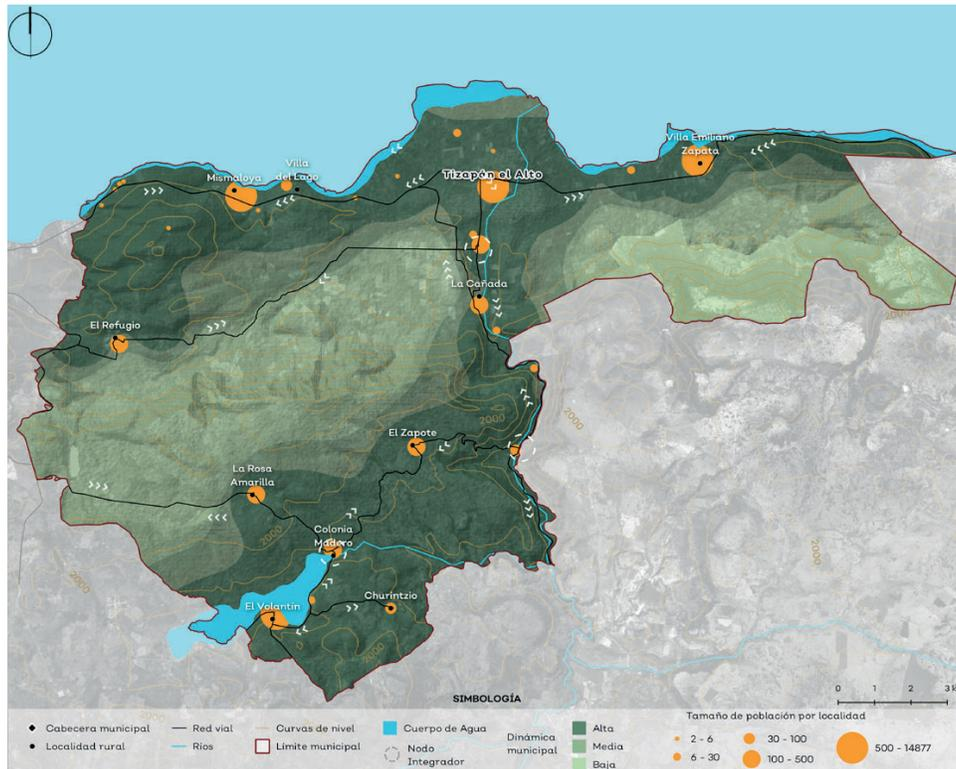 Villa Emiliano
Zapata
Villa
del Lago
Mismaloya
Tizapán el Alto
La Cañada
El Refugio
2000
2000
2000
El Zapote
La Rosa
Amarilla
2000
Colonia
Madero
2000
2000
El Volantín
Churintzio
2000
SIMBOLOGÍA
0 1 2 3
Cabecera municipal
Localidad rural
Red vial
Ríos
Curvas de nivel
Límite municipal
Cuerpo de Agua
Nodo
Integrador
Dinámica
municipal
Alta
Media
Baja
Tamaño de población por localidad
2 - 6
6 - 30
30 - 100
100 - 500
500 - 14877